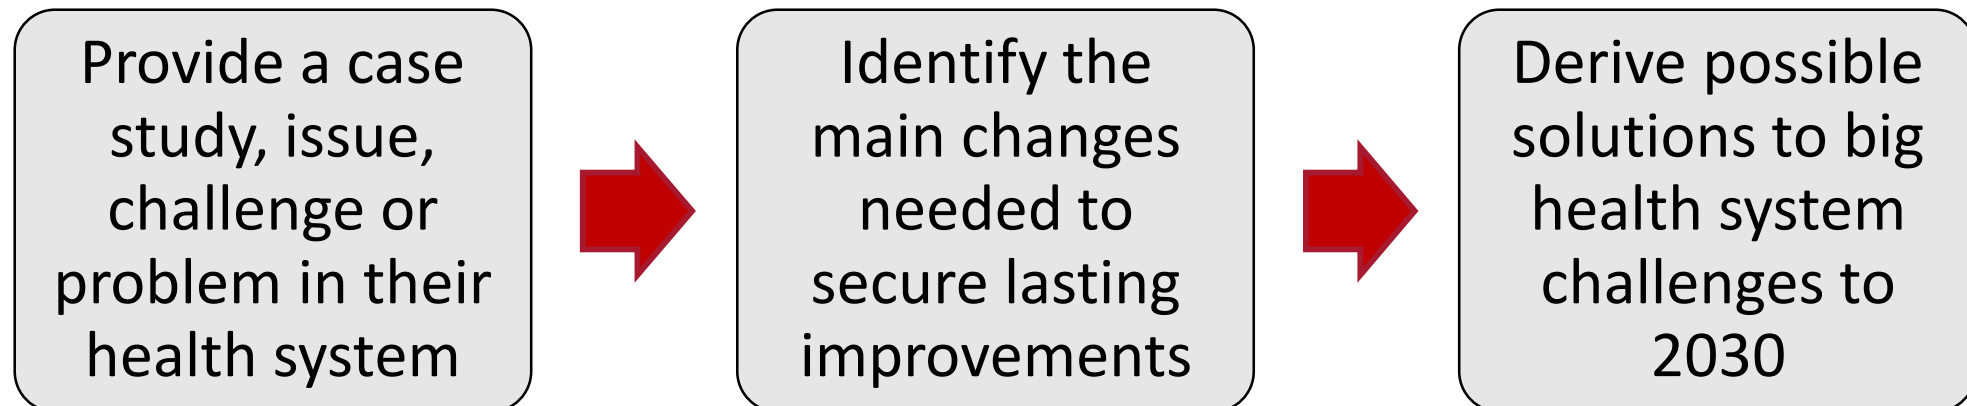 Provide a case
study, issue,
challenge or
problem in their
health system
Identify the
main changes
needed to
secure lasting
improvements
Derive possible
solutions to big
health system
challenges to
2030